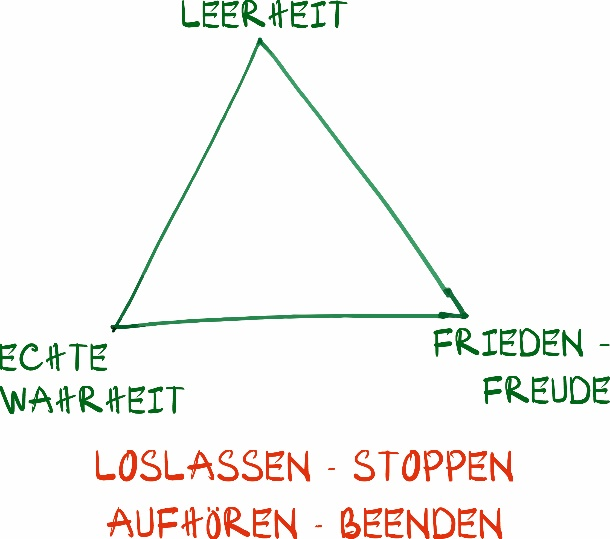 LEERHEIT
ECHTE
WAHRHEIT
FRIEDEN -
FREUDE
LOSLASSEN - STOPPEN
AUFHÖREN - BEENDEN